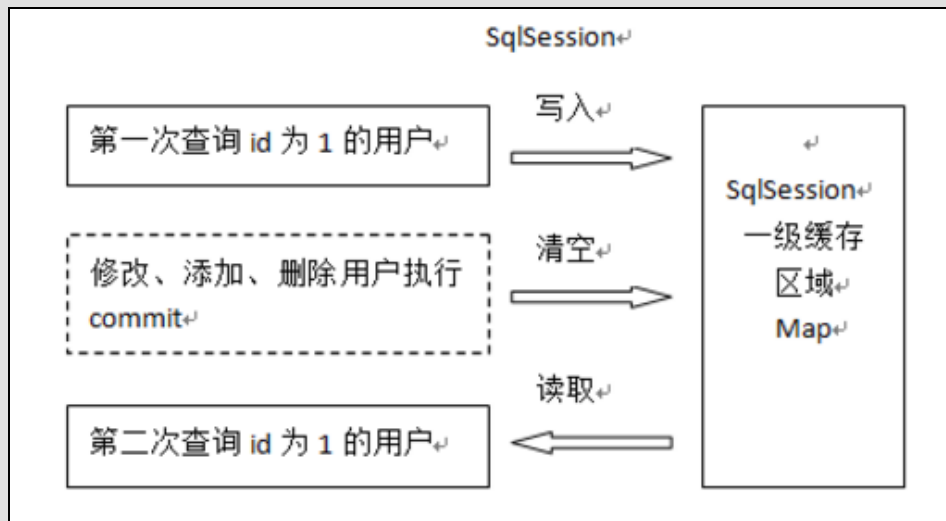 SqlSession
第一次查询 id 为 1 的用户
写入
修改、添加、删除用户执行
commit
清空
第二次查询 id 为 1 的用户
读取
SqlSession
一级缓存
区域
Map